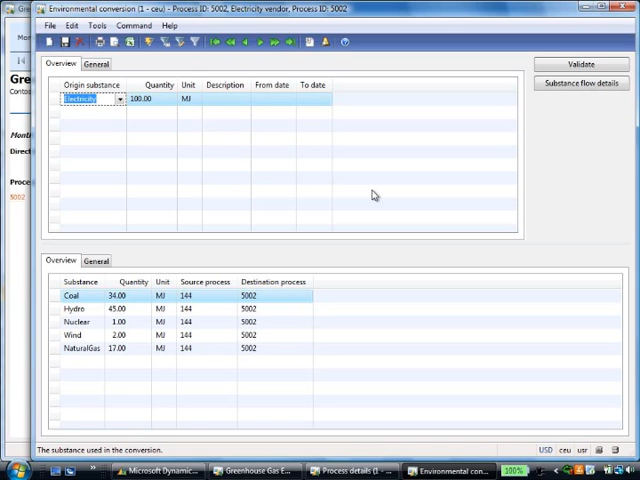 Gre
Environmental conversion (1 - ceu) - Process ID: 5002, Electricity vendor, Process ID: 5002
File Edit Tools Command Help
Mon
Gre
Conto
Month
Direct
Proce
5002
Overview General
Validate
Substance flow details
Origin substance Quantity Unit Description From date To date
Electricity 100.00 MJ
Overview General
Substance Quantity Unit Source process Destination process
Coal 34.00 MJ 144 5002
Hydro 45.00 MJ 144 5002
Nuclear 1.00 MJ 144 5002
Wind 2.00 MJ 144 5002
NaturalGas 17.00 MJ 144 5002
The substance used in the conversion.
USD ceu usr
Microsoft Dynamic... Greenhouse Gas E... Process details (1 - ... Environmental con... 100%